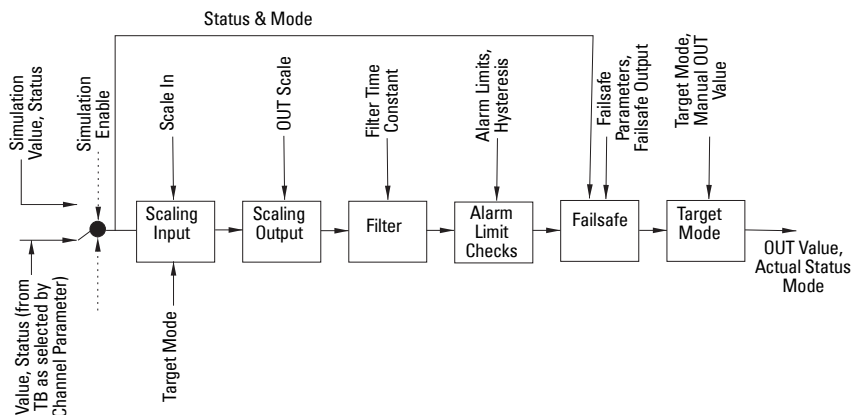 Status & Mode
Simulation
Value, Status
Simulation
Enable
Scale In
OUT Scale
Filter Time
Constant
Alarm Limits,
Hysteresis
Failsafe
Parameters,
Failsafe Output
Target Mode,
Manual OUT
Value
Scaling
Input
Scaling
Output
Filter
Alarm
Limit
Checks
Failsafe
Target
Mode
OUT Value,
Actual Status
Mode
Value, Status (from
TB as selected by
Channel Parameter)
Target Mode